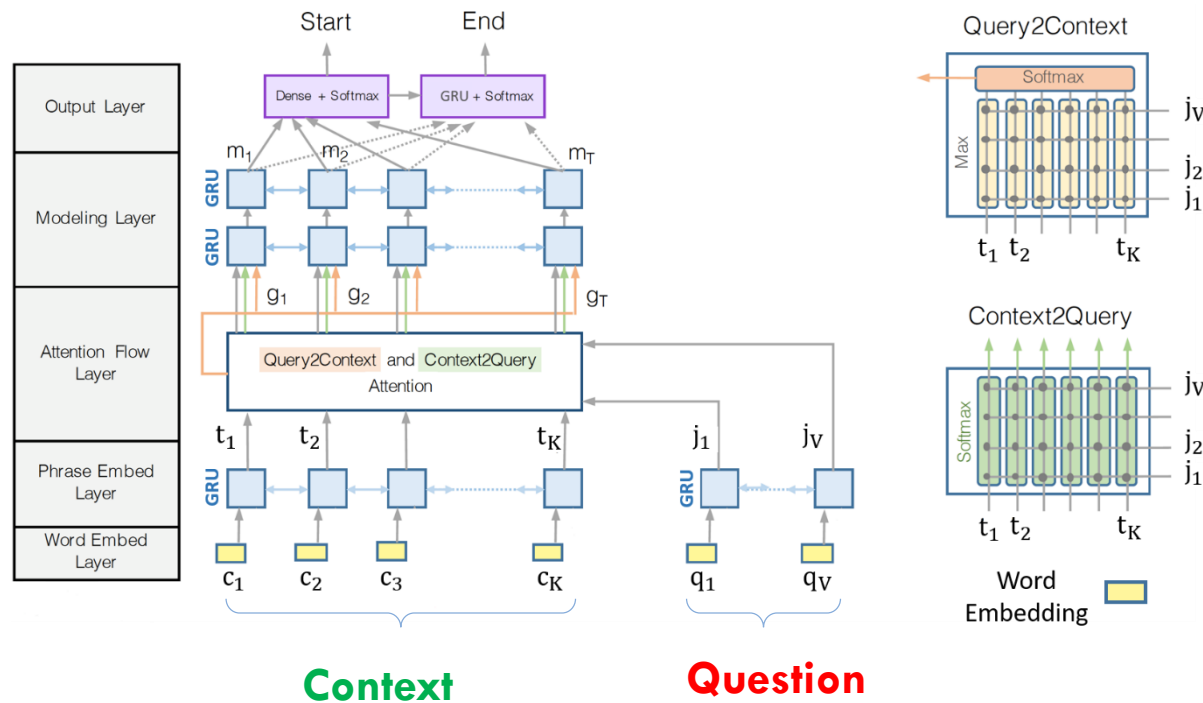 Start End
Output Layer
Dense + Softmax
GRU + Softmax
m1 m2 mT
Modeling Layer
GRU
GRU
g1 g2 gT
Attention Flow
Layer
Query2Context and Context2Query
Attention
t1 t2 tK j1 jV
Phrase Embed
Layer
GRU
GRU
Word Embed
Layer
c1 c2 c3 cK q1 qV
Context
Question
Query2Context
Softmax
Max
jV
j2
j1
t1 t2 tK
Context2Query
Softmax
jV
j2
j1
t1 t2 tK
Word
Embedding